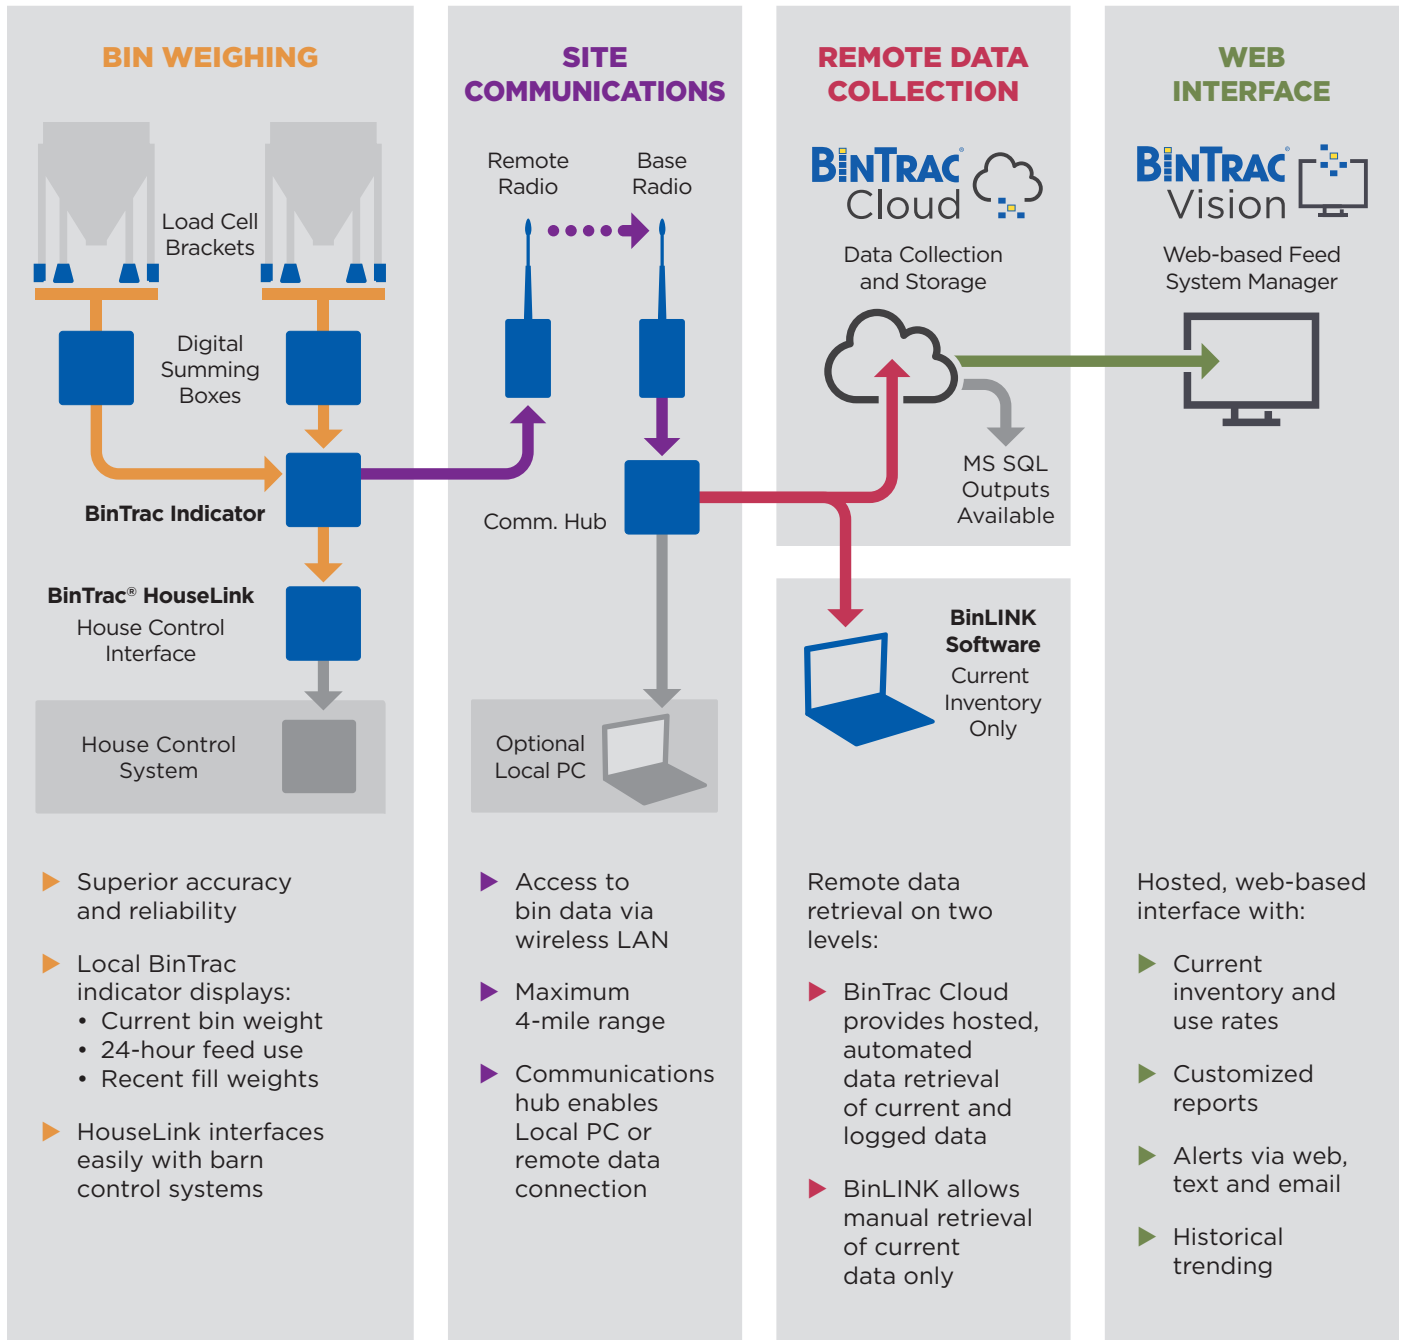 BIN WEIGHING
Load Cell
Brackets
Digital
Summing
Boxes
BinTrac Indicator
BinTrac® HouseLink
House Control
Interface
House Control
System
▶ Superior accuracy
and reliability
▶ Local BinTrac
indicator displays:
• Current bin weight
• 24-hour feed use
• Recent fill weights
▶ HouseLink interfaces
easily with barn
control systems
SITE
COMMUNICATIONS
Remote
Radio
Base
Radio
Comm. Hub
Optional
Local PC
▶ Access to
bin data via
wireless LAN
▶ Maximum
4-mile range
▶ Communications
hub enables
Local PC or
remote data
connection
REMOTE DATA
COLLECTION
BINTRAC®
Cloud
Data Collection
and Storage
MS SQL
Outputs
Available
BinLINK
Software
Current
Inventory
Only
Remote data
retrieval on two
levels:
▶ BinTrac Cloud
provides hosted,
automated
data retrieval
of current and
logged data
▶ BinLINK allows
manual retrieval
of current
data only
WEB
INTERFACE
BINTRAC®
Vision
Web-based Feed
System Manager
Hosted, web-based
interface with:
▶ Current
inventory and
use rates
▶ Customized
reports
▶ Alerts via web,
text and email
▶ Historical
trending